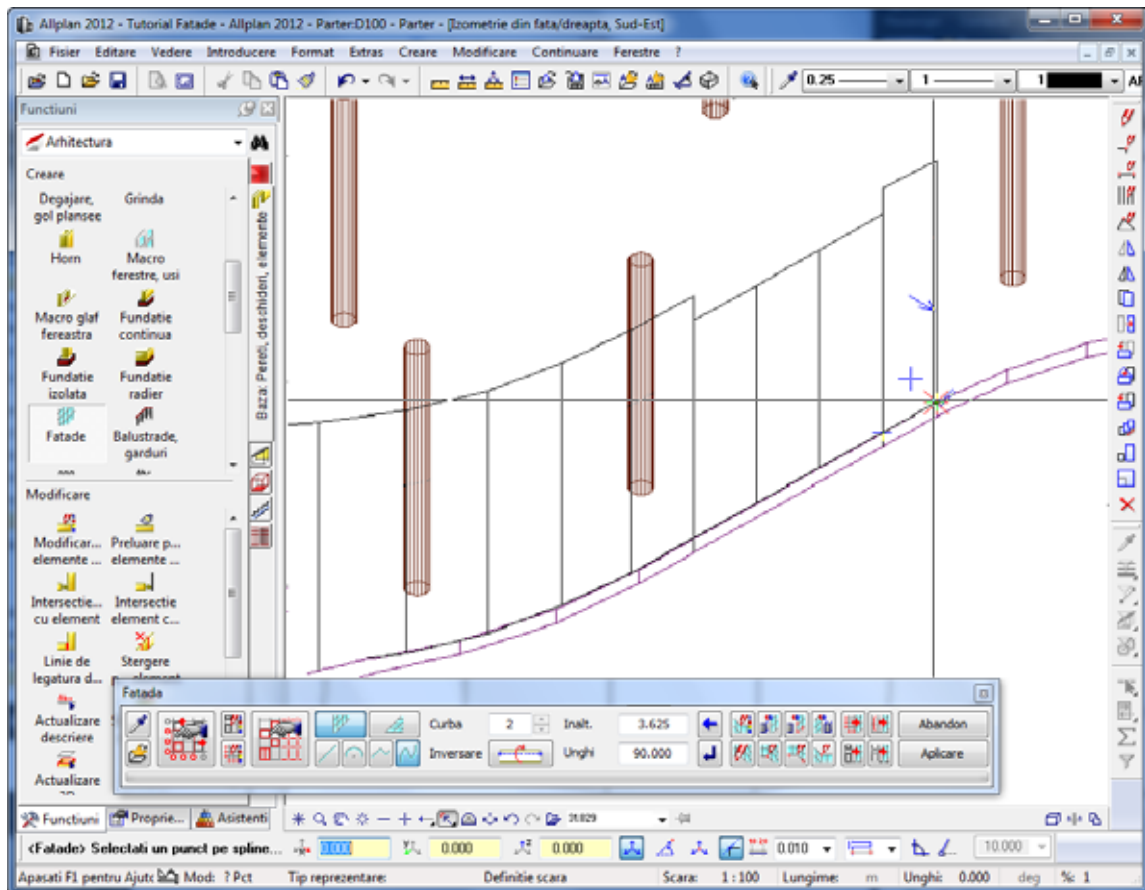 Allplan 2012 - Tutorial Fatade - Allplan 2012 - Parter:D100 - Parter - [Izometrie din fata/dreapta, Sud-Est]
Fisier Editare Vedere Introducere Format Extras Creare Modificare Continuare Ferestre ?
0.25 1 1
Functiuni
Arhitectura
Creare
Degajare, gol plansee
Grinda
Horn
Macro ferestre, usi
Macro glaf fereastra
Fundatie continua
Fundatie izolata
Fundatie radier
Fatade
Balustrade, garduri
Baza: Pereti, deschideri, elemente
Modificare
Modificar... elemente ...
Preluare p... elemente ...
Intersectie... cu element
Intersectie element c...
Linie de legatura d...
Stergere
Actualizare descriere
Actualizare
Fatada
Curba 2 Inalt. 3.625 Abandon
Inversare Unghi 90.000 Aplicare
Functiuni Proprie... Asistenti
<Fatade> Selectati un punct pe spline... 0.000 0.000 0.000 0.010 10.000
Apasati F1 pentru Ajuto Mod: ? Pct Tip reprezentare: Definitie scara Scara: 1 : 100 Lungime: m Unghi: 0.000 deg %: 1